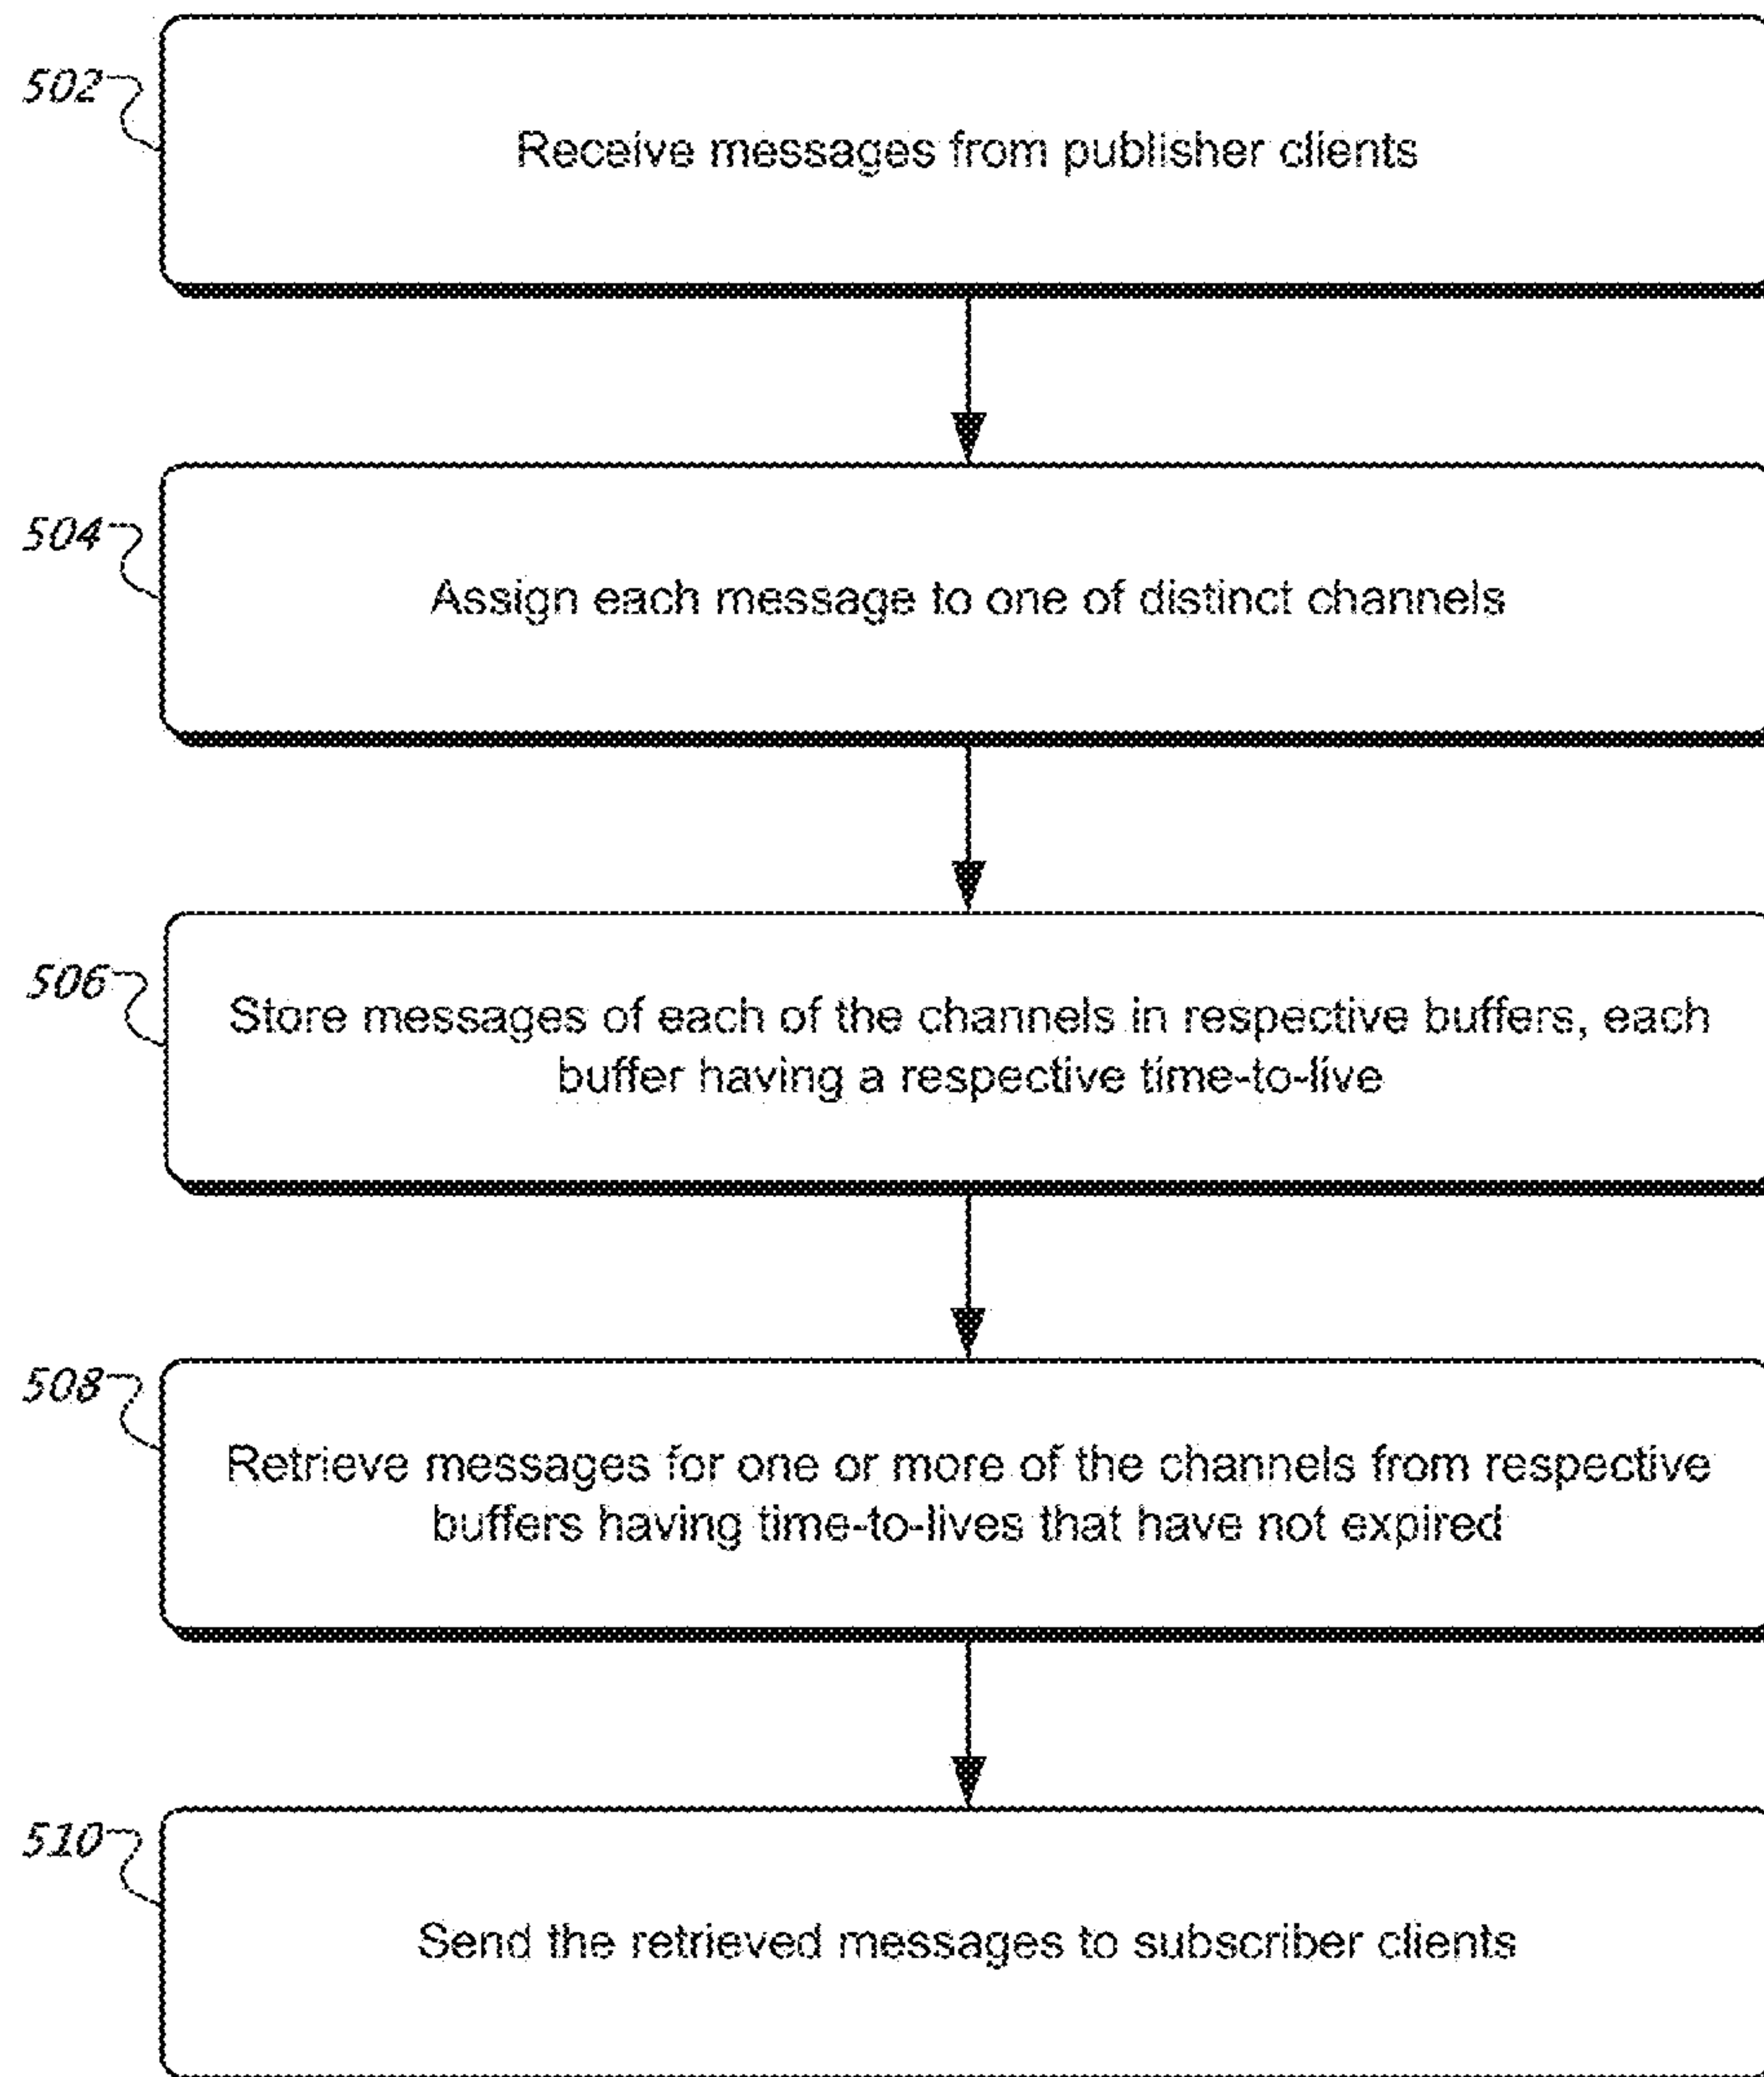 502
Receive messages from publisher clients
504
Assign each message to one of distinct channels
506
Store messages of each of the channels in respective buffers, each
buffer having a respective time-to-live
508
Retrieve messages for one or more of the channels from respective
buffers having time-to-lives that have not expired
510
Send the retrieved messages to subscriber clients